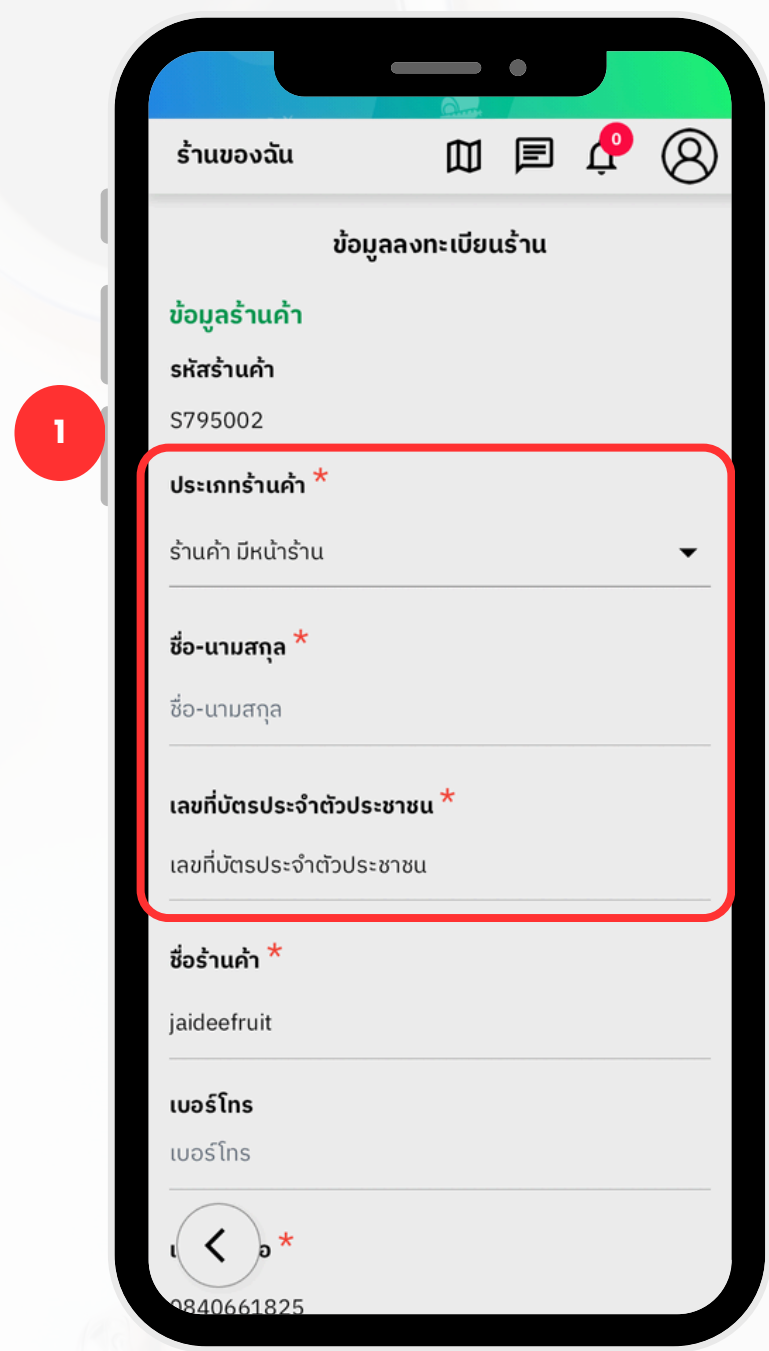 ร้านของฉัน
0
ข้อมูลลงทะเบียนร้าน
ข้อมูลร้านค้า
รหัสร้านค้า
S795002
1
ประเภทร้านค้า *
ร้านค้า มีหน้าร้าน
ชื่อ-นามสกุล *
ชื่อ-นามสกุล
เลขที่บัตรประจำตัวประชาชน *
เลขที่บัตรประจำตัวประชาชน
ชื่อร้านค้า *
jaideefruit
เบอร์โทร
เบอร์โทร
*
0840661825